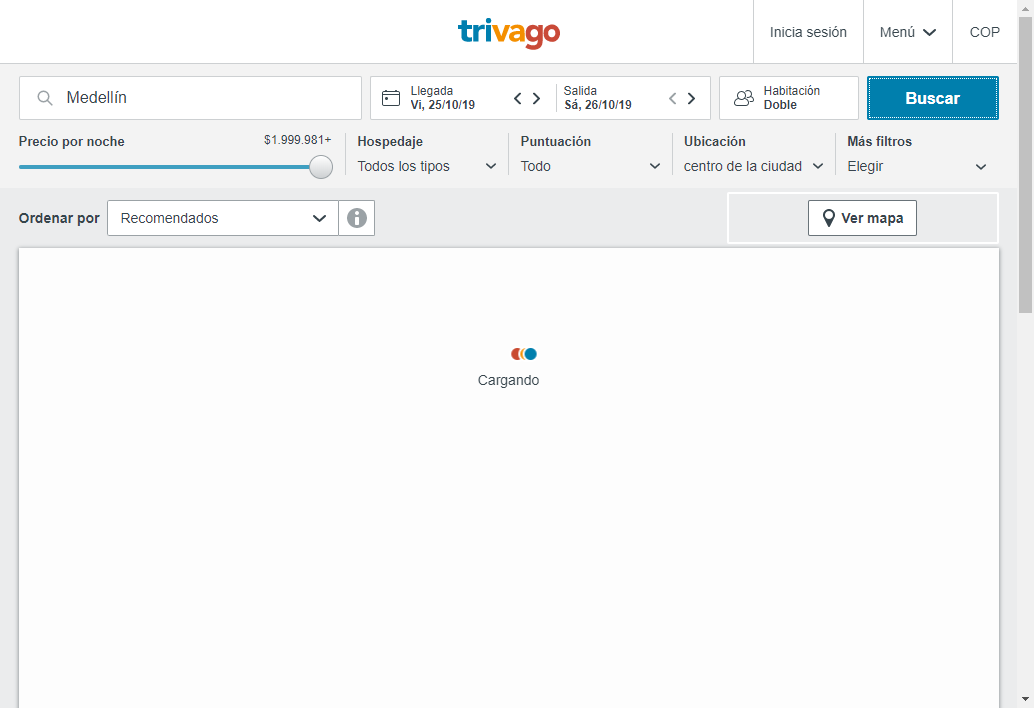 trivago
Inicia sesión
Menú
COP
Medellín
Llegada
Vi, 25/10/19
Salida
Sá, 26/10/19
Habitación
Doble
Buscar
Precio por noche
$1.999.981+
Hospedaje
Todos los tipos
Puntuación
Todo
Ubicación
centro de la ciudad
Más filtros
Elegir
Ordenar por
Recomendados
Ver mapa
Cargando